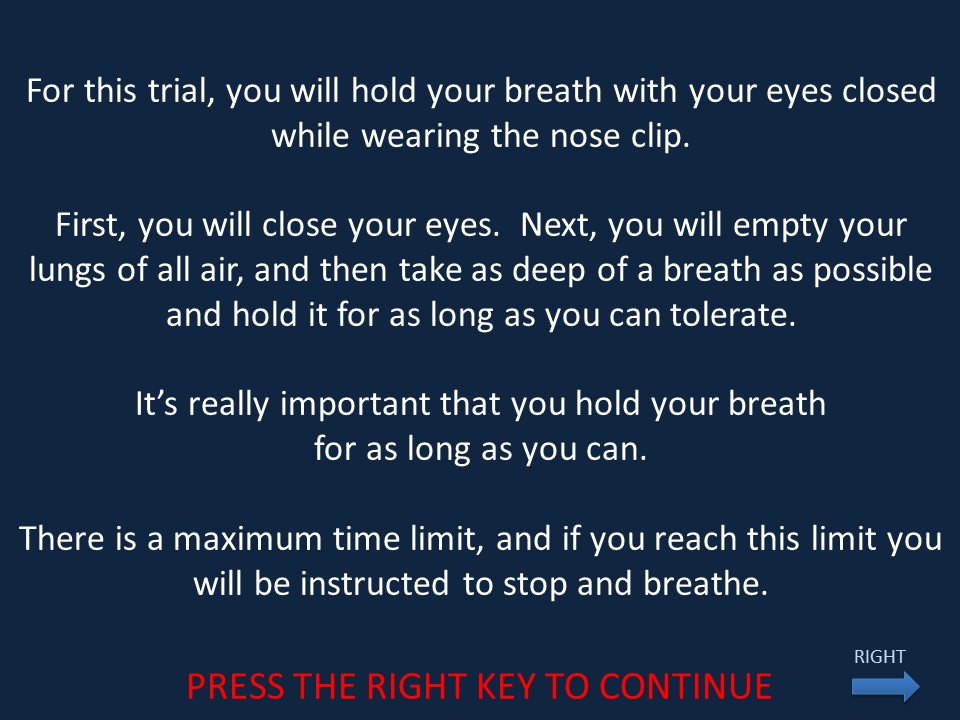 For this trial, you will hold your breath with your eyes closed
while wearing the nose clip.
First, you will close your eyes.  Next, you will empty your
lungs of all air, and then take as deep of a breath as possible
and hold it for as long as you can tolerate.
It’s really important that you hold your breath
for as long as you can.
There is a maximum time limit, and if you reach this limit you
will be instructed to stop and breathe.
RIGHT
PRESS THE RIGHT KEY TO CONTINUE